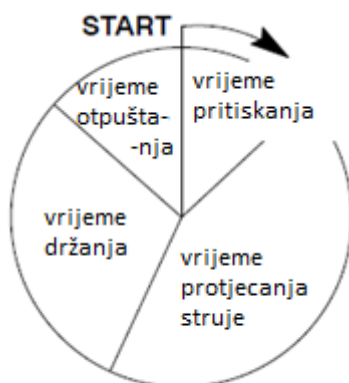 START
vrijeme
pritiskanja
vrijeme
protjecanja
struje
vrijeme
držanja
vrijeme
otpušta-
-nja